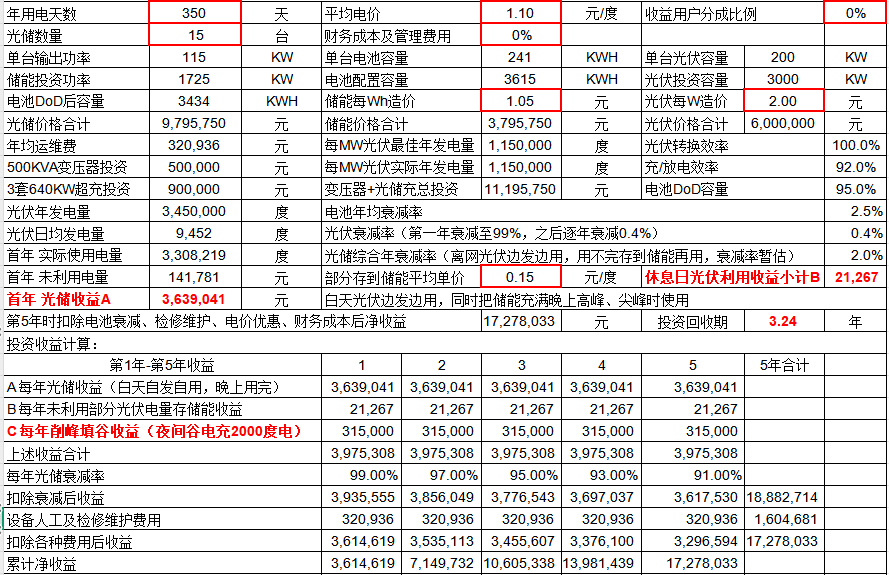 年用电天数 350 天 平均电价 1.10 元/度 收益用户分成比例 0%
光储数量 15 台 财务成本及管理费用 0%
单台输出功率 115 KW 单台电池容量 241 KWH 单台光伏容量 200 KW
储能投资功率 1725 KW 电池配置容量 3615 KWH 光伏投资容量 3000 KW
电池DoD后容量 3434 KWH 储能每Wh造价 1.05 元 光伏每W造价 2.00 元
光储价格合计 9,795,750 元 储能价格合计 3,795,750 元 光伏价格合计 6,000,000 元
年均运维费 320,936 元 每MW光伏最佳年发电量 1,150,000 度 光伏转换效率 100.0%
500KVA变压器投资 500,000 元 每MW光伏实际年发电量 1,150,000 度 充/放电效率 92.0%
3套640KW超充投资 900,000 元 变压器+光储充总投资 11,195,750 元 电池DoD容量 95.0%
光伏年发电量 3,450,000 度 电池年均衰减率 2.5%
光伏日均发电量 9,452 度 光伏衰减率（第一年衰减至99%，之后逐年衰减0.4%） 0.4%
首年 实际使用电量 3,308,219 度 光储综合年衰减率（离网光伏边发边用，用不完存到储能再用，衰减率暂估） 2.0%
首年 未利用电量 141,781 度 部分存到储能平均单价 0.15 元/度 休息日光伏利用收益小计B 21,267
首年 光储收益A 3,639,041 元 白天光伏边发边用，同时把储能充满晚上高峰、尖峰时使用
第5年时扣除电池衰减、检修维护、电价优惠、财务成本后净收益 17,278,033 元 投资回收期 3.24 年
投资收益计算：
第1年-第5年收益 1 2 3 4 5 5年合计
A每年光储收益（白天自发自用，晚上用完） 3,639,041 3,639,041 3,639,041 3,639,041 3,639,041
B每年未利用部分光伏电量存储能收益 21,267 21,267 21,267 21,267 21,267
C每年削峰填谷收益（夜间谷电充2000度电） 315,000 315,000 315,000 315,000 315,000
上述收益合计 3,975,308 3,975,308 3,975,308 3,975,308 3,975,308
每年光储衰减率 99.00% 97.00% 95.00% 93.00% 91.00%
扣除衰减后收益 3,935,555 3,856,049 3,776,543 3,697,037 3,617,530 18,882,714
设备人工及检修维护费用 320,936 320,936 320,936 320,936 320,936 1,604,681
扣除各种费用后收益 3,614,619 3,535,113 3,455,607 3,376,100 3,296,594 17,278,033
累计净收益 3,614,619 7,149,732 10,605,338 13,981,439 17,278,033